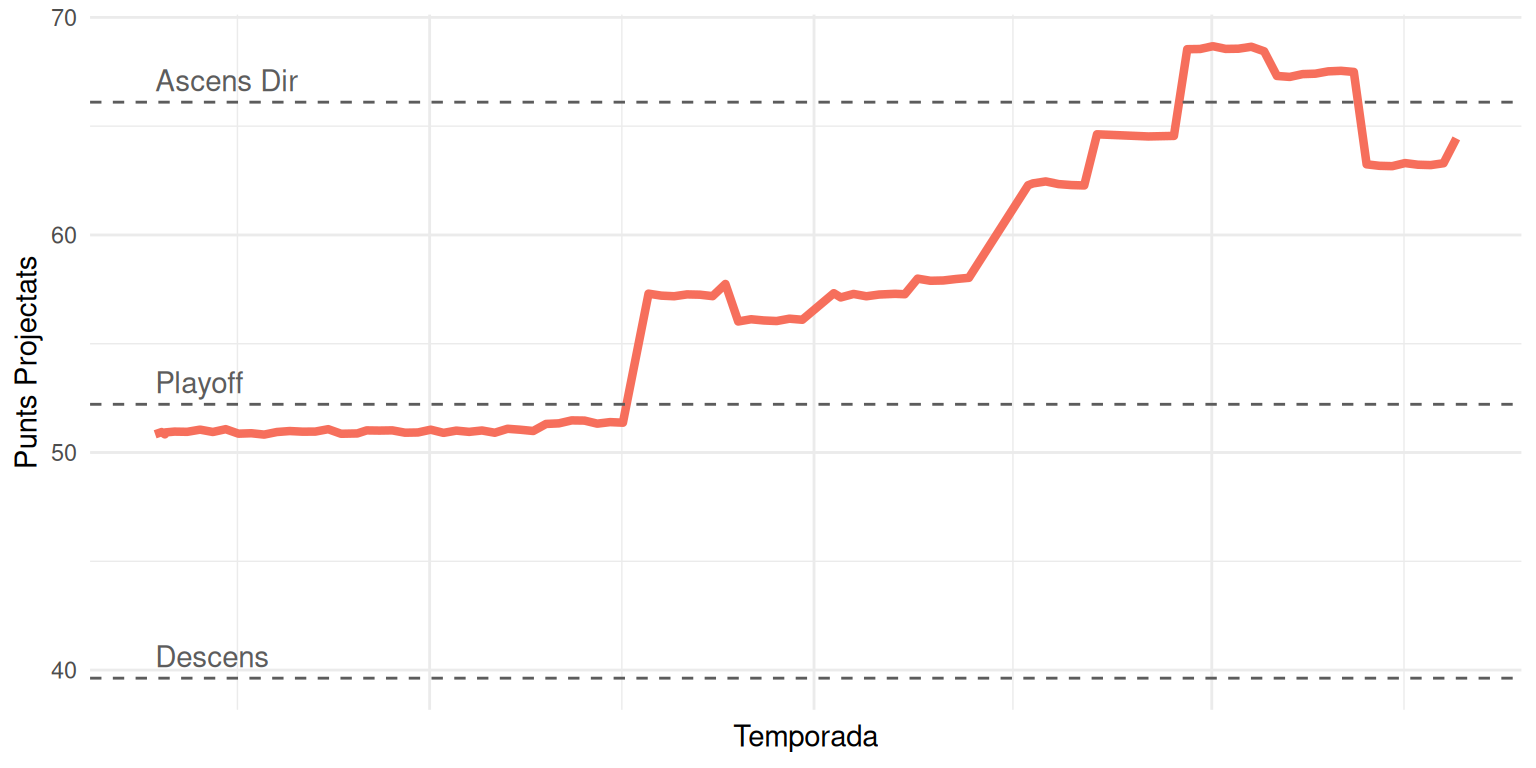 70
Ascens Dir
60
Punts Projectats
Playoff
50
Descens
40
Temporada